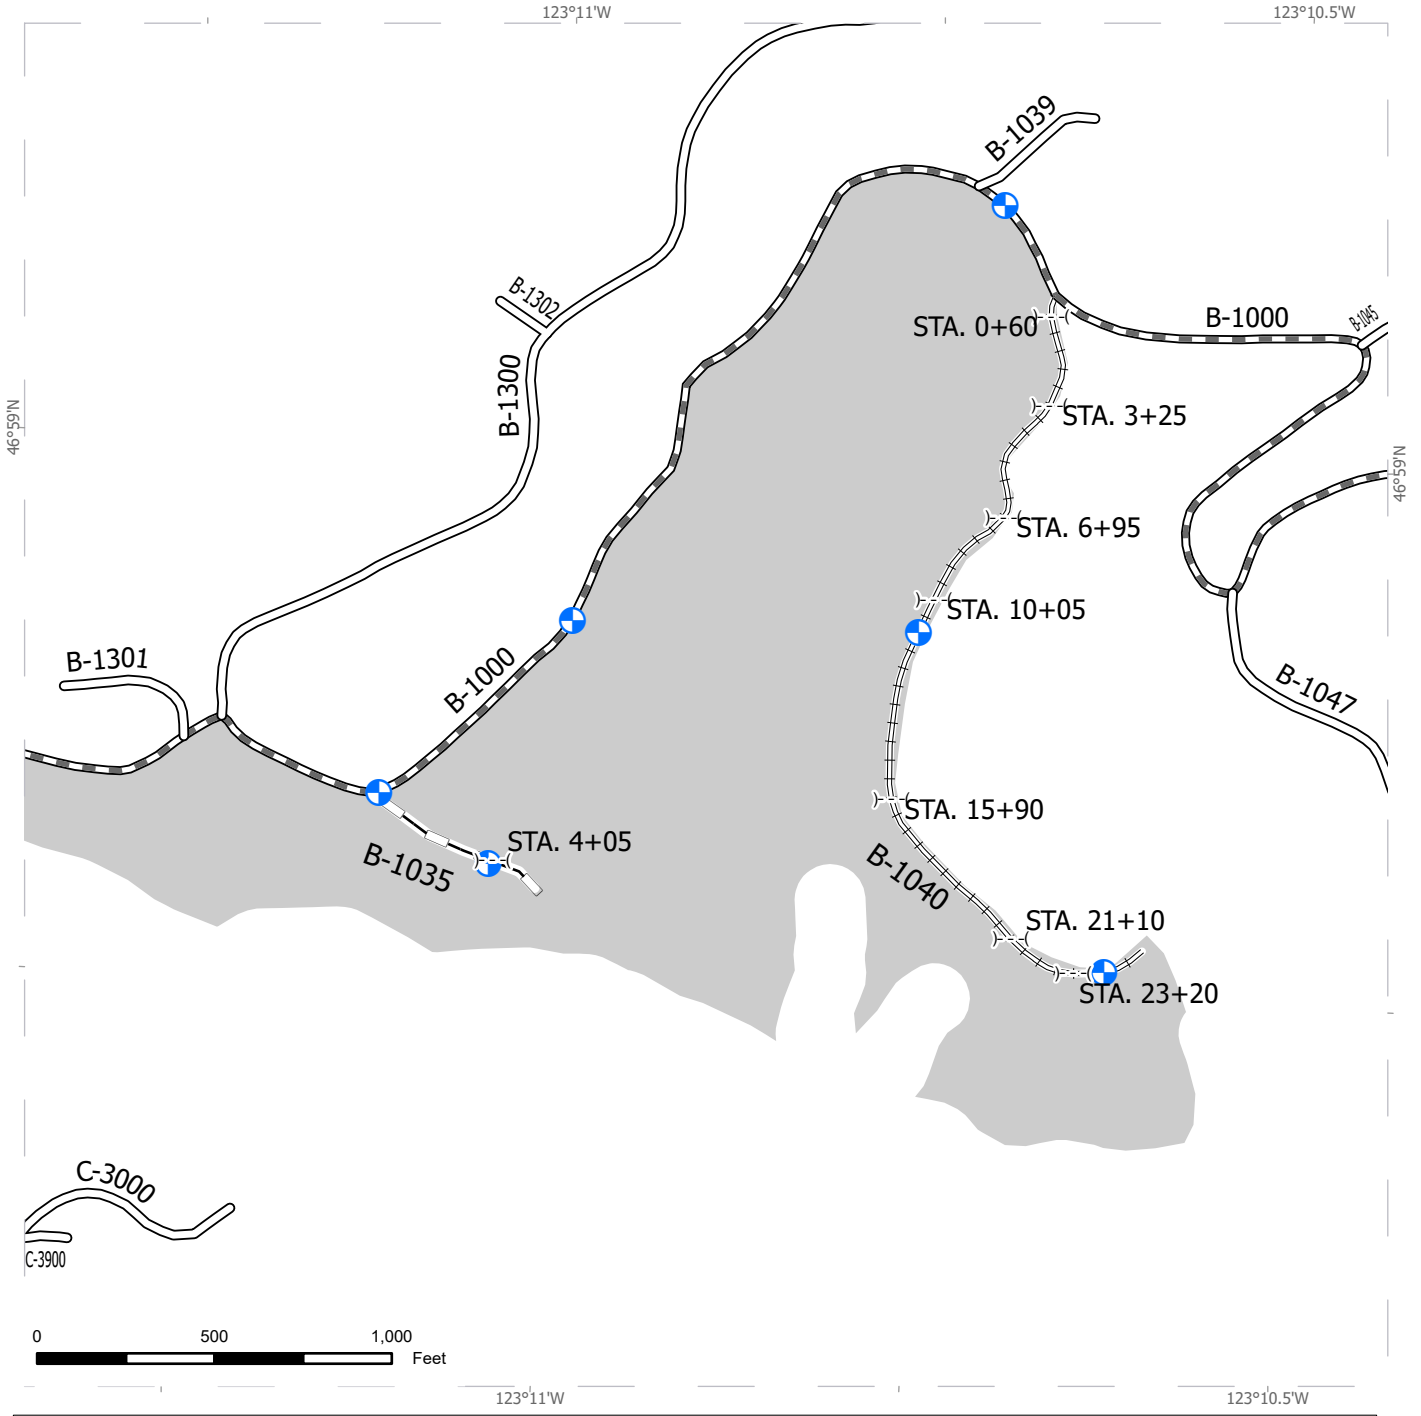 123°11'W
123°10.5'W
B-1039
B-1302
STA. 0+60
B-1000
B-1045
B-1300
STA. 3+25
46°59'N
46°59'N
STA. 6+95
STA. 10+05
B-1301
B-1000
B-1047
STA. 15+90
STA. 4+05
B-1035
B-1040
STA. 21+10
STA. 23+20
C-3000
C-3900
0 500 1,000
Feet
123°11'W
123°10.5'W